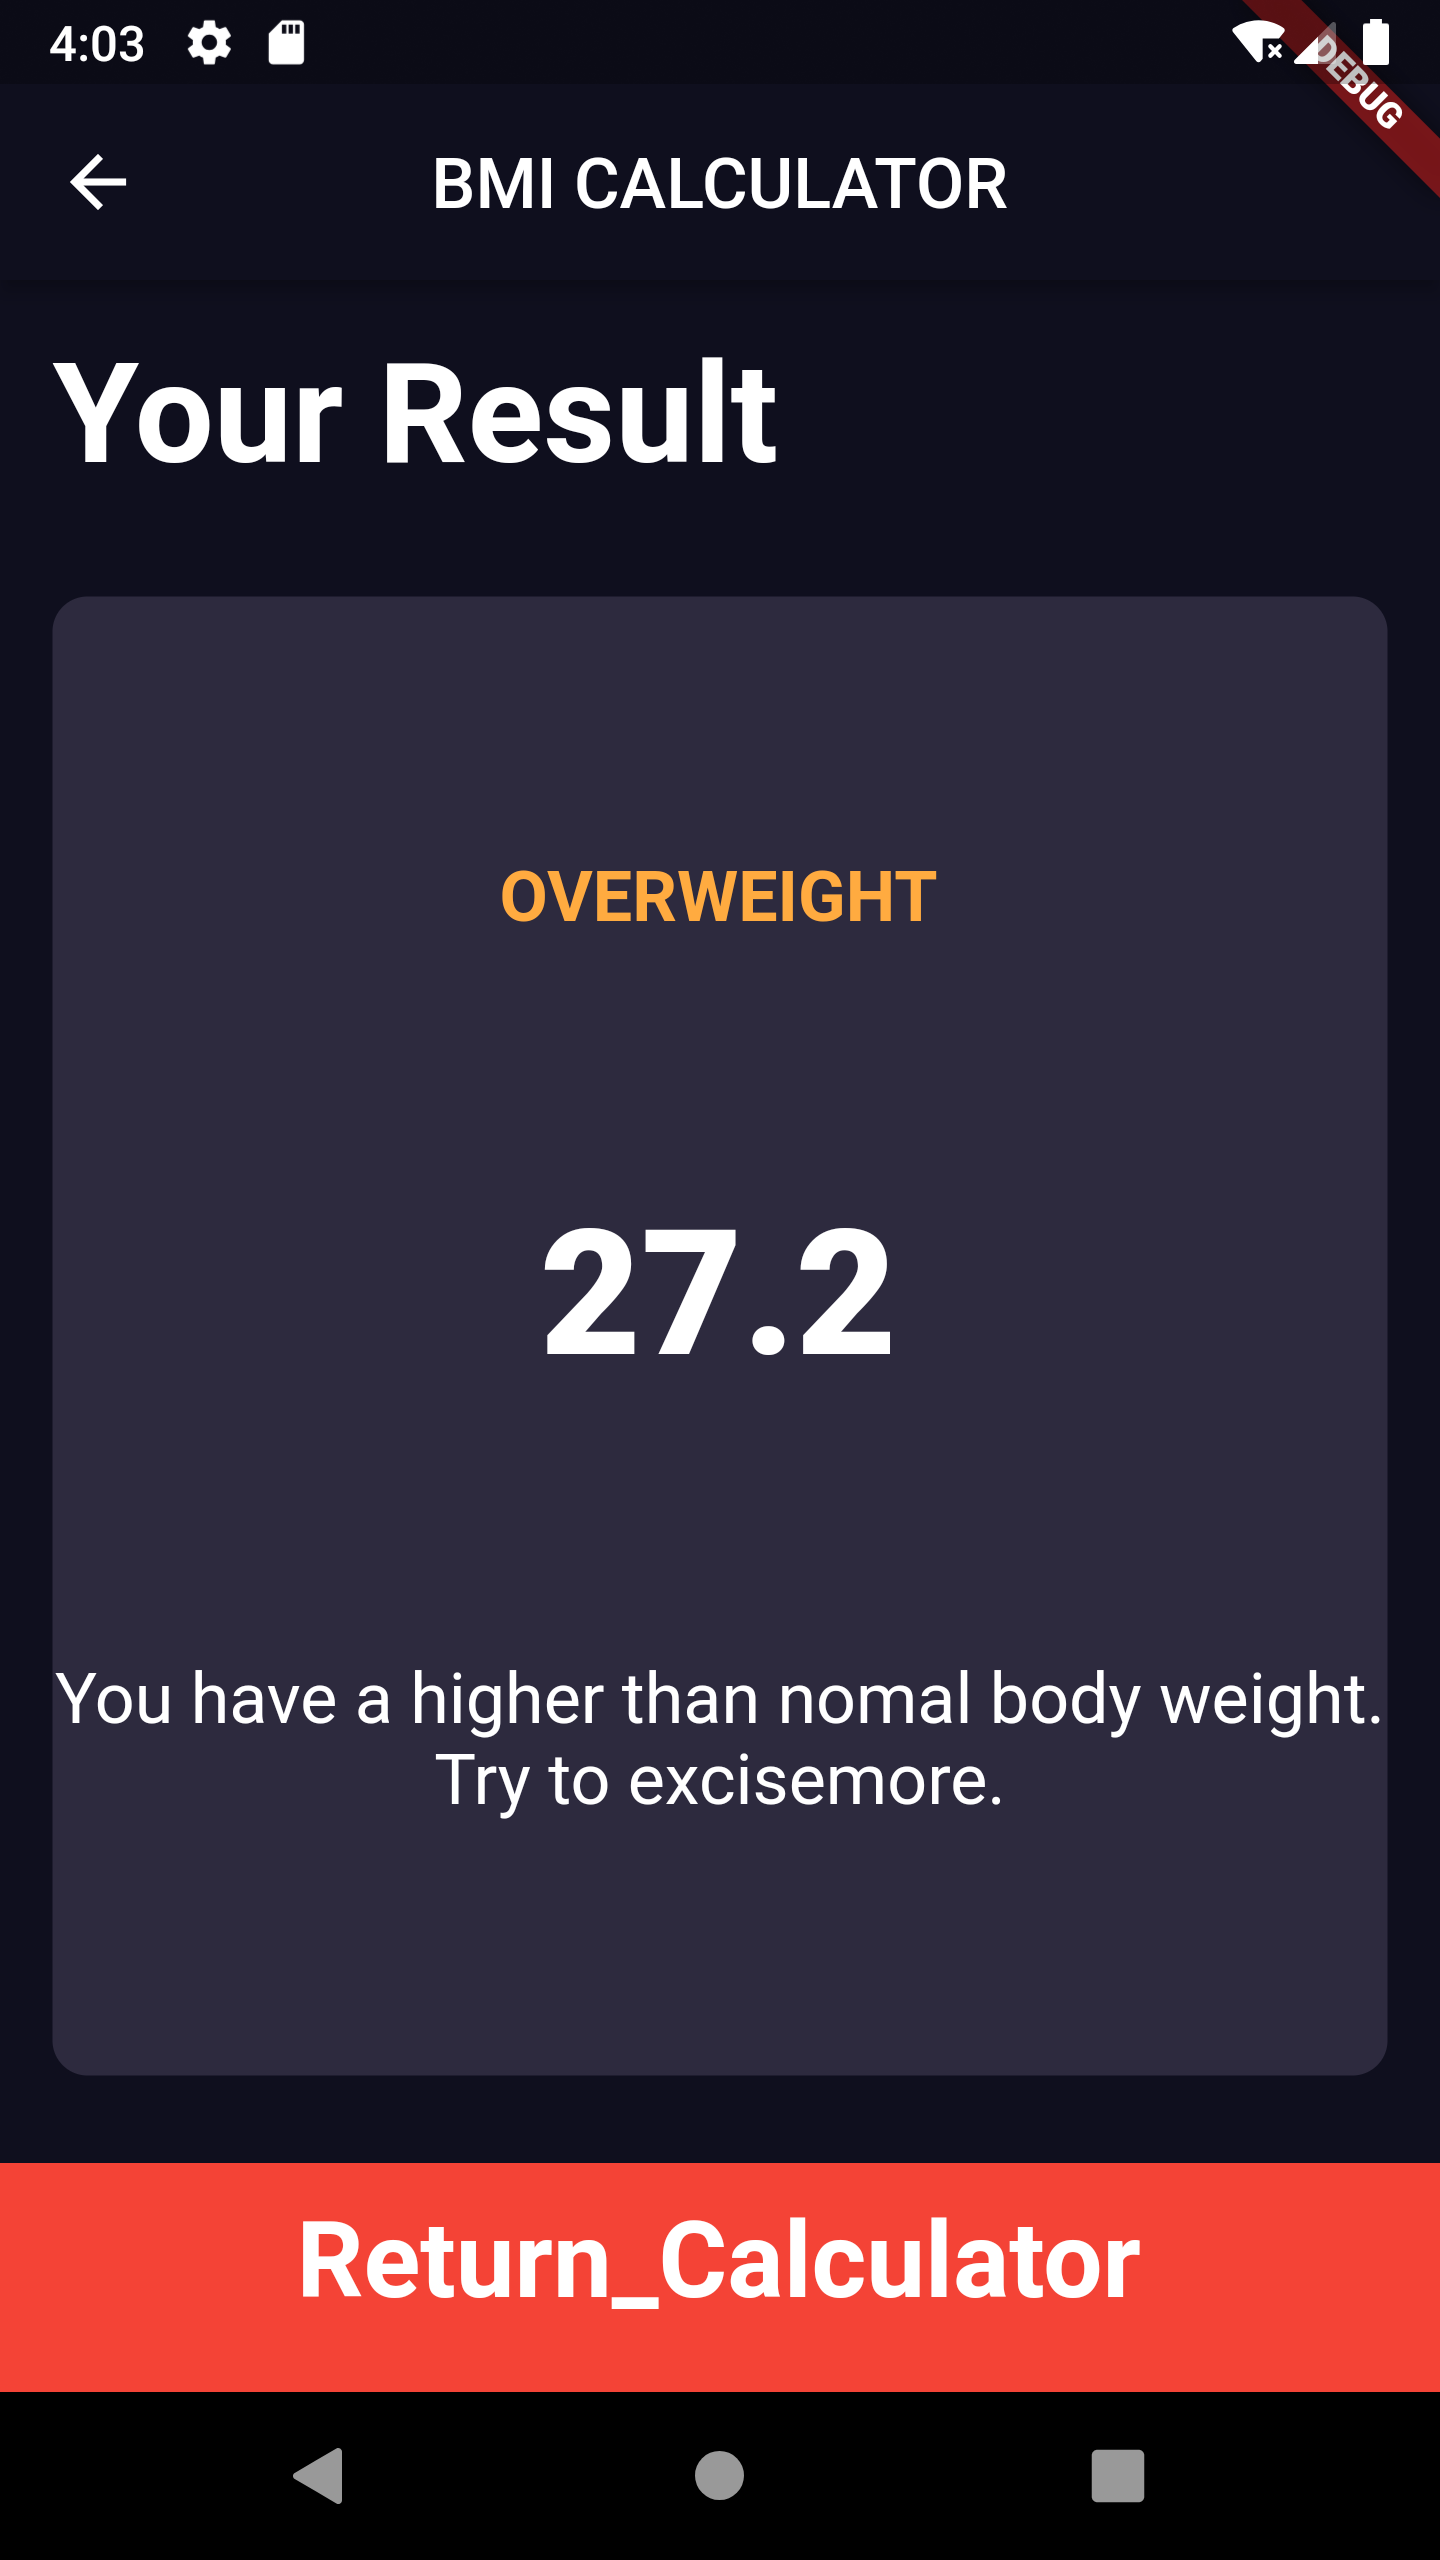 4:03
DEBUG
BMI CALCULATOR
Your Result
OVERWEIGHT
27.2
You have a higher than nomal body weight.
Try to excisemore.
Return_Calculator